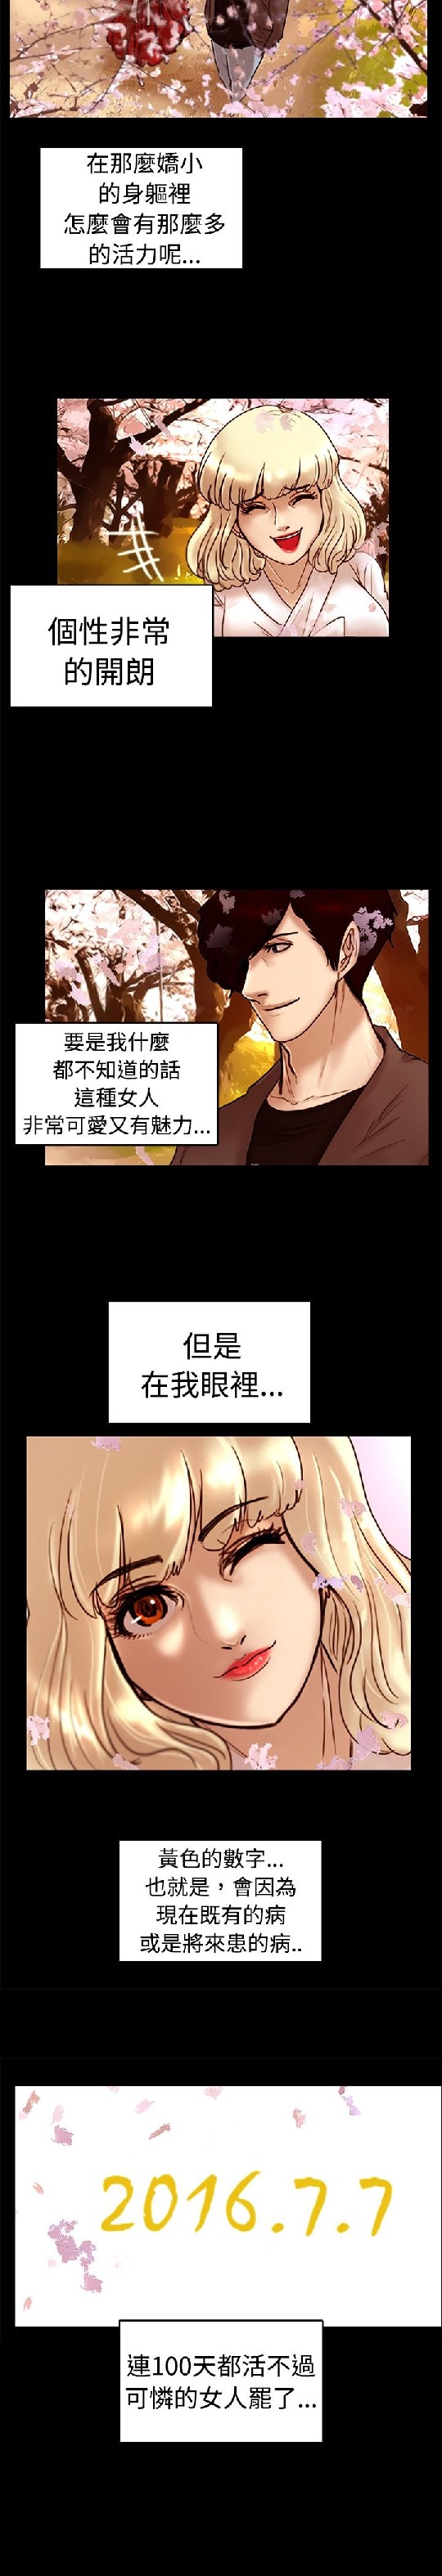 在那麼嬌小
的身軀裡
怎麼會有那麼多
的活力呢...
個性非常
的開朗
要是我什麼
都不知道的話
這種女人
非常可愛又有魅力...
但是
在我眼裡...
黃色的數字...
也就是，會因為
現在既有的病
或是將來患的病..
2016.7.7
連100天都活不過
可憐的女人罷了...